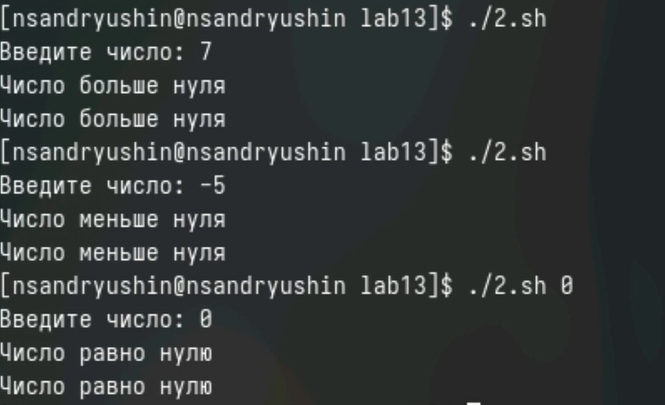 [nsandryushin@nsandryushin lab13]$ ./2.sh
Введите число: 7
Число больше нуля
Число больше нуля
[nsandryushin@nsandryushin lab13]$ ./2.sh
Введите число: -5
Число меньше нуля
Число меньше нуля
[nsandryushin@nsandryushin lab13]$ ./2.sh 0
Введите число: 0
Число равно нулю
Число равно нулю